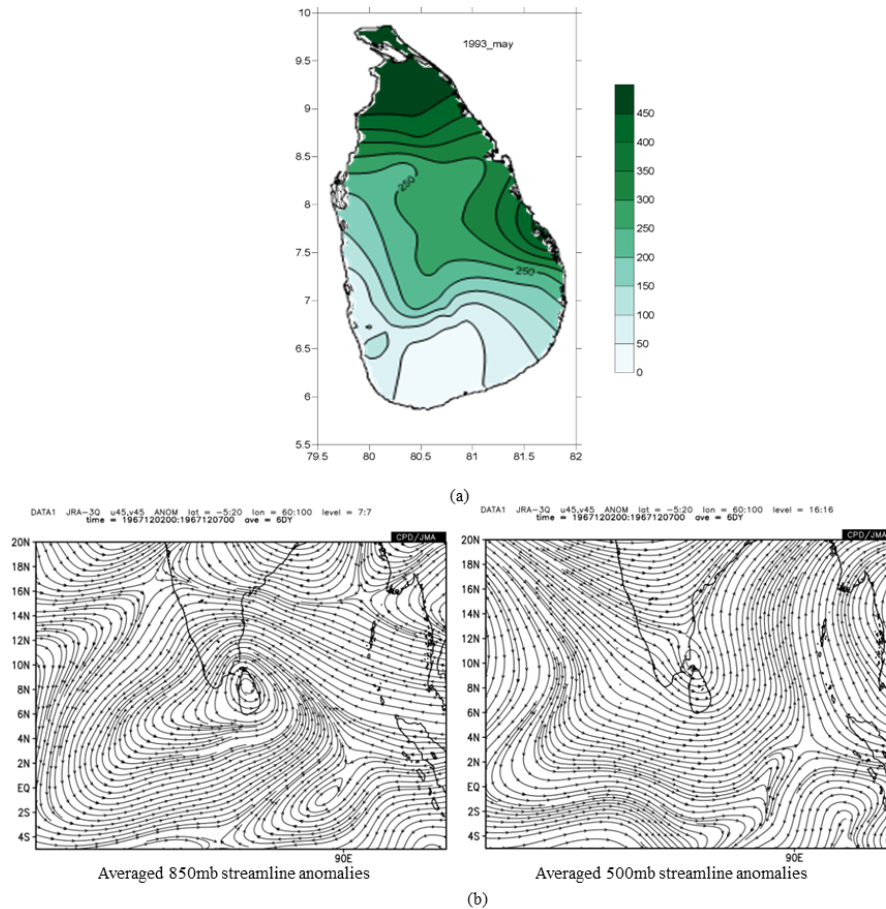 10
9.5
9
8.5
8
7.5
7
6.5
6
5.5
79.5 80 80.5 81 81.5 82
1993_may
250
250
450
400
350
300
250
200
150
100
50
0
(a)
DATA1 JRA-3Q u45,v45 ANOM lat = -5:20 lon = 60:100 level = 7:7
time = 1967120200:1967120700 ave = 6DY
CPD/JMA
20N
16N
14N
12N
10N
8N
6N
4N
2N
EQ
2S
4S
90E
Averaged 850mb streamline anomalies
DATA1 JRA-3Q u45,v45 ANOM lat = -5:20 lon = 60:100 level = 16:16
time = 1967120200:1967120700 ave = 6DY
CPD/JMA
20N
16N
14N
12N
10N
8N
6N
4N
2N
EQ
2S
4S
90E
Averaged 500mb streamline anomalies
(b)